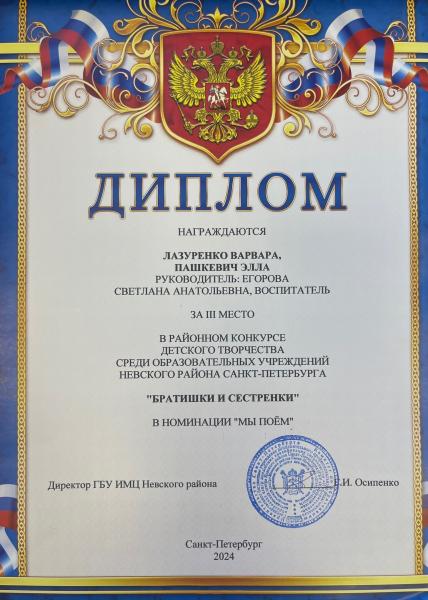 ДИПЛОМ
НАГРАЖДАЮТСЯ
ЛАЗУРЕНКО ВАРВАРА,
ПАШКЕВИЧ ЭЛЛА
РУКОВОДИТЕЛЬ: ЕГОРОВА
СВЕТЛАНА АНАТОЛЬЕВНА, ВОСПИТАТЕЛЬ
ЗА III МЕСТО
В РАЙОННОМ КОНКУРСЕ
ДЕТСКОГО ТВОРЧЕСТВА
СРЕДИ ОБРАЗОВАТЕЛЬНЫХ УЧРЕЖДЕНИЙ
НЕВСКОГО РАЙОНА САНКТ-ПЕТЕРБУРГА
"БРАТИШКИ И СЕСТРЕНКИ"
В НОМИНАЦИИ "МЫ ПОЁМ"
Директор ГБУ ИМЦ Невского района И. Осипенко
Санкт-Петербург
2024